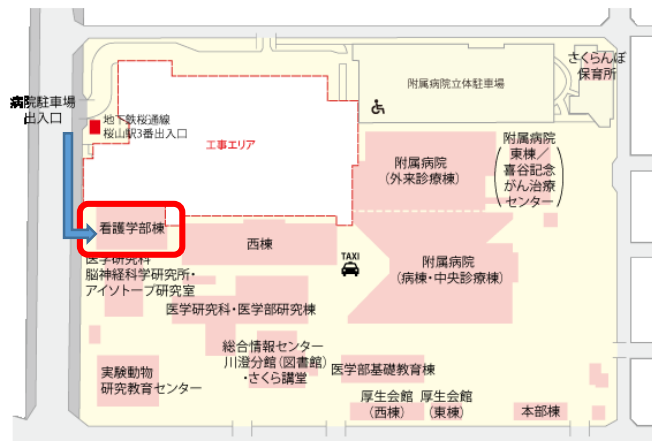 さくらんぼ
保育所
附属病院立体駐車場
病院駐車場
出入口
地下鉄桜通線
桜山駅3番出入口
工事エリア
附属病院
(外来診療棟)
附属病院
東棟/
喜谷記念
がん治療
センター
看護学部棟
西棟
TAXI
附属病院
(病棟・中央診療棟)
医学研究科
脳神経科学研究所・
アイソトープ研究室
医学研究科・医学部研究棟
総合情報センター
川澄分館(図書館)
・さくら講堂
医学部基礎教育棟
実験動物
研究教育センター
厚生会館
(西棟)
厚生会館
(東棟)
本部棟